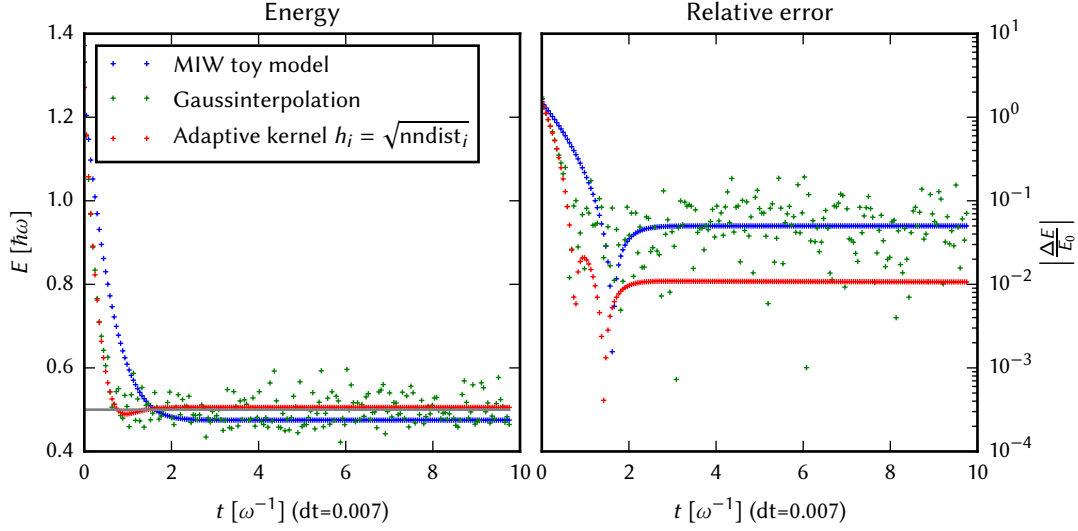 Energy
Relative error
1.4
1.2
1.0
0.8
0.6
0.4
E [ħω]
MIW toy model
Gaussinterpolation
Adaptive kernel h_i = √nndist_i
0 2 4 6 8 10
t [ω⁻¹] (dt=0.007)
10¹
10⁰
10⁻¹
10⁻²
10⁻³
10⁻⁴
|ΔE/E₀|
0 2 4 6 8 10
t [ω⁻¹] (dt=0.007)